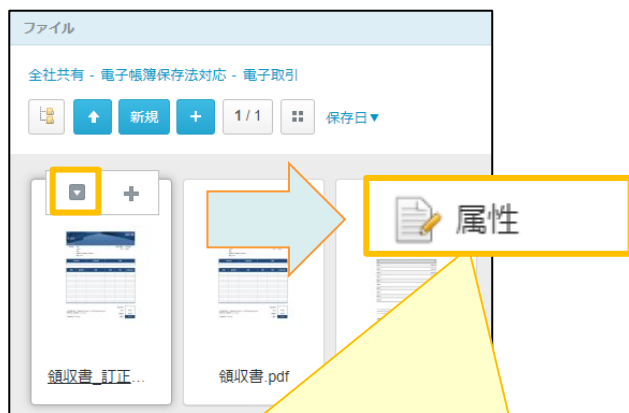 ファイル
全社共有 - 電子帳簿保存法対応 - 電子取引
新規
1 / 1
保存日▼
属性
領収書_訂正...
領収書.pdf